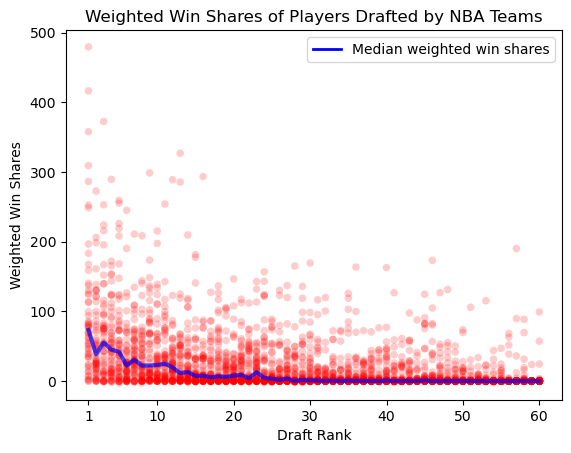 Weighted Win Shares of Players Drafted by NBA Teams
Median weighted win shares
Weighted Win Shares
500
400
300
200
100
0
1 10 20 30 40 50 60
Draft Rank